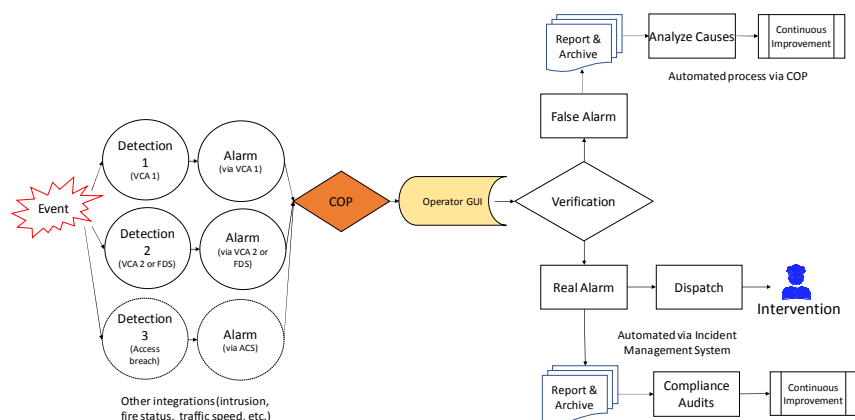 Report &
Archive
Analyze Causes
Continuous
Improvement
Automated process via COP
False Alarm
Detection
1
(VCA 1)
Alarm
(via VCA 1)
Event
Detection
2
(VCA 2 or FDS)
Alarm
(via VCA 2 or
FDS)
COP
Operator GUI
Verification
Detection
3
(Access
breach)
Alarm
(via ACS)
Real Alarm
Dispatch
Intervention
Automated via Incident
Management System
Other integrations (intrusion,
fire status, traffic speed, etc.)
Report &
Archive
Compliance
Audits
Continuous
Improvement